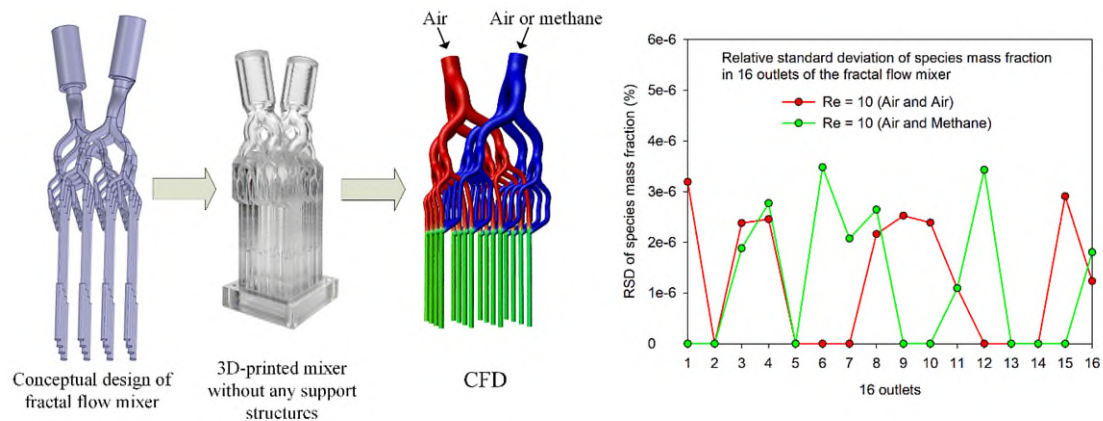 Conceptual design of
fractal flow mixer
3D-printed mixer
without any support
structures
Air
Air or methane
CFD
Relative standard deviation of species mass fraction
in 16 outlets of the fractal flow mixer
Re = 10 (Air and Air)
Re = 10 (Air and Methane)
RSD of species mass fraction (%)
6e-6
5e-6
4e-6
3e-6
2e-6
1e-6
0
1 2 3 4 5 6 7 8 9 10 11 12 13 14 15 16
16 outlets